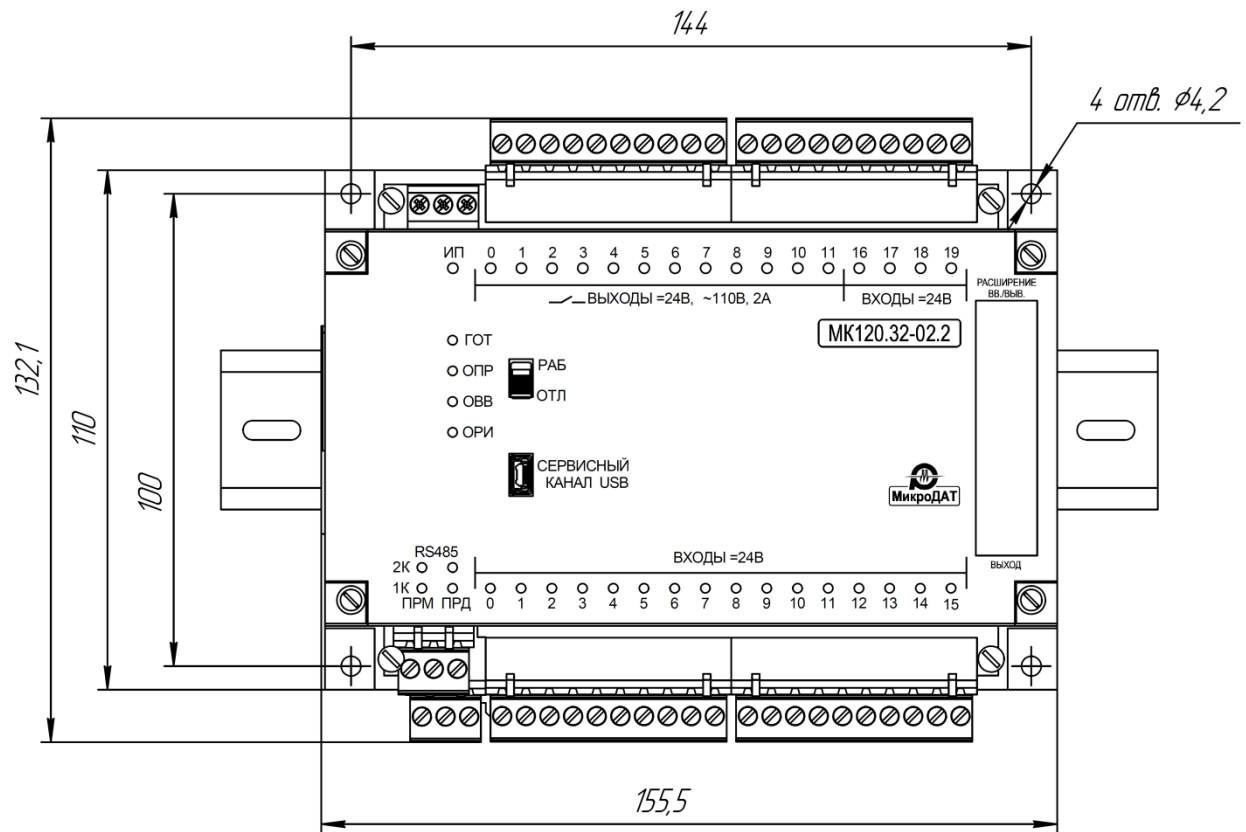 144
4 отв. ϕ4,2
132,1
110
100
ИП 0 1 2 3 4 5 6 7 8 9 10 11 16 17 18 19
ВЫХОДЫ =24В, ~110В, 2А
ВХОДЫ =24В
РАСШИРЕНИЕ
ВВ./ВЫВ.
МК120.32-02.2
ГОТ
ОПР
ОВВ
ОРИ
РАБ
ОТЛ
СЕРВИСНЫЙ
КАНАЛ USB
МикроДАТ
ВЫХОД
RS485
2К
1К
ПРМ ПРД
ВХОДЫ =24В
0 1 2 3 4 5 6 7 8 9 10 11 12 13 14 15
155,5